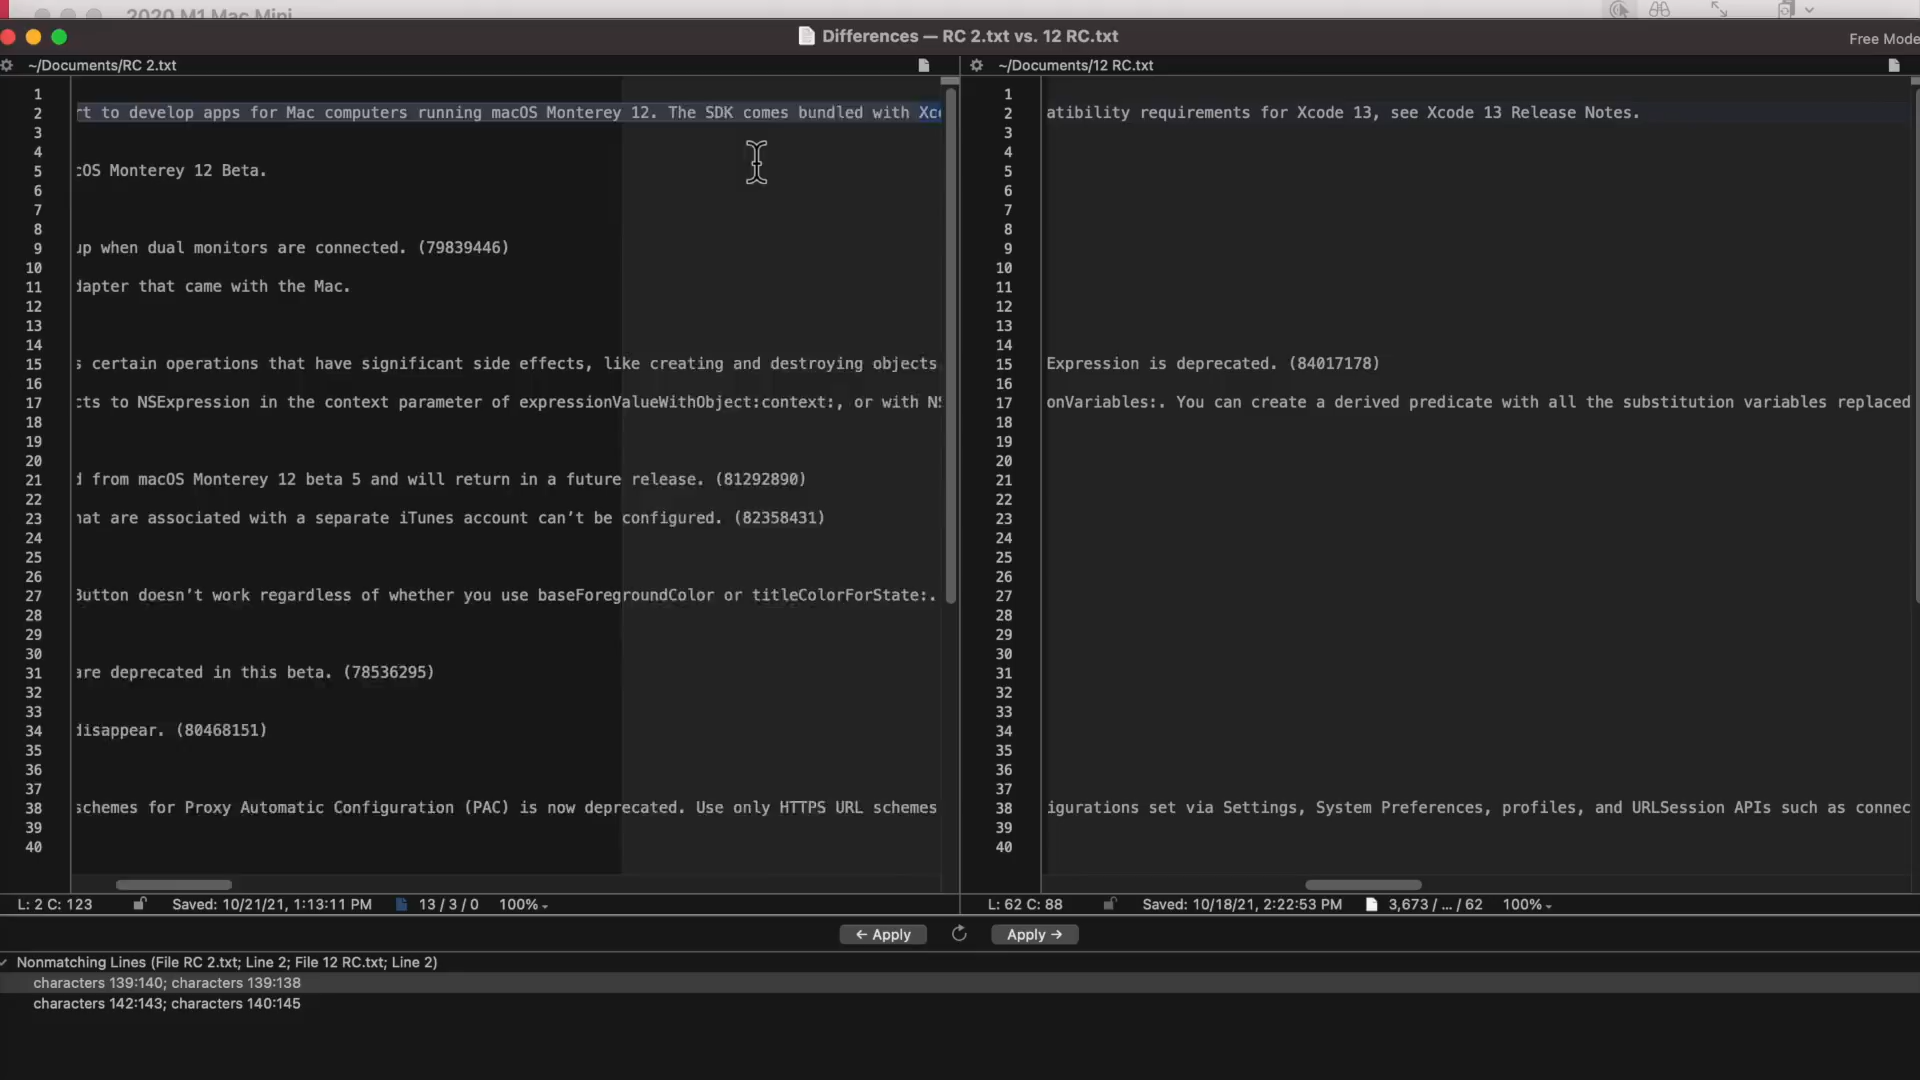 2020 M1 Mac Mini
Differences — RC 2.txt vs. 12 RC.txt
Free Mode
~/Documents/RC 2.txt
~/Documents/12 RC.txt
1
2 rt to develop apps for Mac computers running macOS Monterey 12. The SDK comes bundled with Xc
3
4
5 cOS Monterey 12 Beta.
6
7
8
9 up when dual monitors are connected. (79839446)
10
11 dapter that came with the Mac.
12
13
14
15 s certain operations that have significant side effects, like creating and destroying objects
16
17 cts to NSExpression in the context parameter of expressionValueWithObject:context:, or with NS
18
19
20
21 d from macOS Monterey 12 beta 5 and will return in a future release. (81292890)
22
23 hat are associated with a separate iTunes account can’t be configured. (82358431)
24
25
26
27 Button doesn’t work regardless of whether you use baseForegroundColor or titleColorForState:.
28
29
30
31 are deprecated in this beta. (78536295)
32
33
34 disappear. (80468151)
35
36
37
38 schemes for Proxy Automatic Configuration (PAC) is now deprecated. Use only HTTPS URL schemes
39
40
1
2 atibility requirements for Xcode 13, see Xcode 13 Release Notes.
3
4
5
6
7
8
9
10
11
12
13
14
15 Expression is deprecated. (84017178)
16
17 onVariables:. You can create a derived predicate with all the substitution variables replaced
18
19
20
21
22
23
24
25
26
27
28
29
30
31
32
33
34
35
36
37
38 igurations set via Settings, System Preferences, profiles, and URLSession APIs such as connec
39
40
L: 2 C: 123 Saved: 10/21/21, 1:13:11 PM 13 / 3 / 0 100%
L: 62 C: 88 Saved: 10/18/21, 2:22:53 PM 3,673 / ... / 62 100%
← Apply
Apply →
Nonmatching Lines (File RC 2.txt; Line 2; File 12 RC.txt; Line 2)
characters 139:140; characters 139:138
characters 142:143; characters 140:145